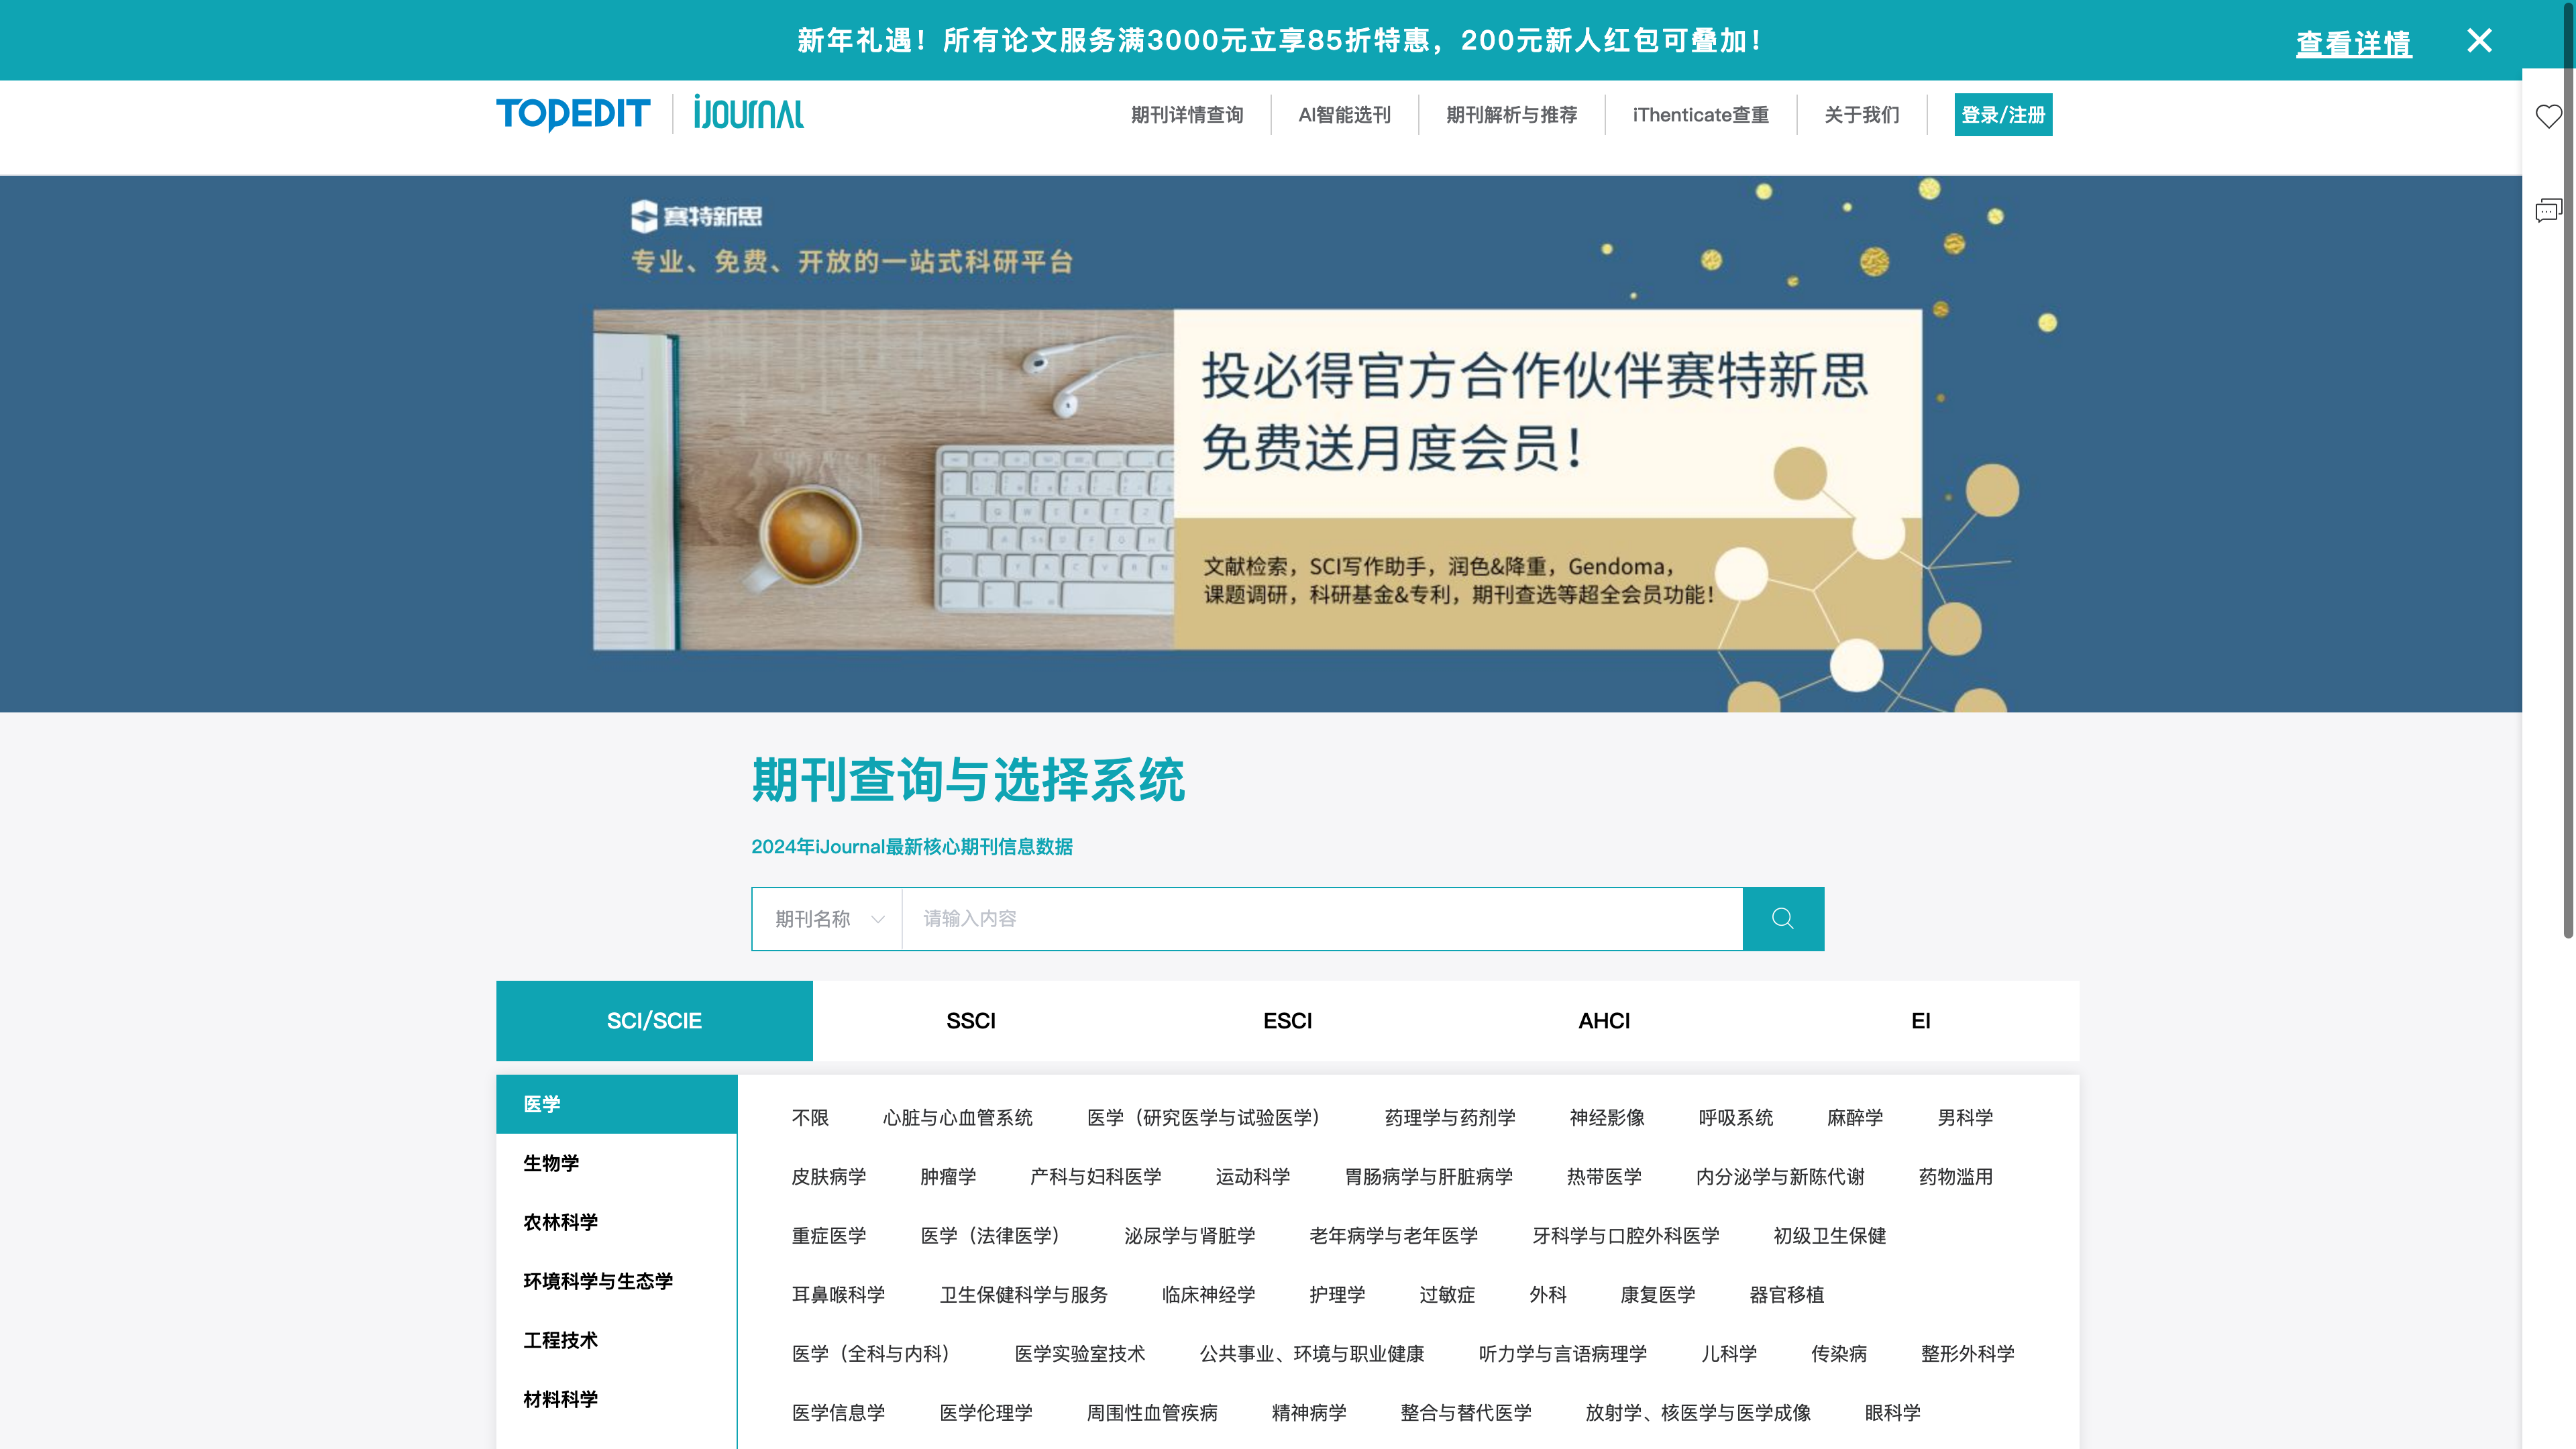 新年礼遇！所有论文服务满3000元立享85折特惠，200元新人红包可叠加！
查看详情
TOPEDIT
iJOURNAL
期刊详情查询
AI智能选刊
期刊解析与推荐
iThenticate查重
关于我们
登录/注册
赛特新思
专业、免费、开放的一站式科研平台
投必得官方合作伙伴赛特新思
免费送月度会员！
文献检索，SCI写作助手，润色&降重，Gendoma，
课题调研，科研基金&专利，期刊查选等超全会员功能！
期刊查询与选择系统
2024年iJournal最新核心期刊信息数据
期刊名称 请输入内容
SCI/SCIE SSCI ESCI AHCI EI
医学
生物学
农林科学
环境科学与生态学
工程技术
材料科学
不限 心脏与心血管系统 医学（研究医学与试验医学） 药理学与药剂学 神经影像 呼吸系统 麻醉学 男科学
皮肤病学 肿瘤学 产科与妇科医学 运动科学 胃肠病学与肝脏病学 热带医学 内分泌学与新陈代谢 药物滥用
重症医学 医学（法律医学） 泌尿学与肾脏学 老年病学与老年医学 牙科学与口腔外科医学 初级卫生保健
耳鼻喉科学 卫生保健科学与服务 临床神经学 护理学 过敏症 外科 康复医学 器官移植
医学（全科与内科） 医学实验室技术 公共事业、环境与职业健康 听力学与言语病理学 儿科学 传染病 整形外科学
医学信息学 医学伦理学 周围性血管疾病 精神病学 整合与替代医学 放射学、核医学与医学成像 眼科学